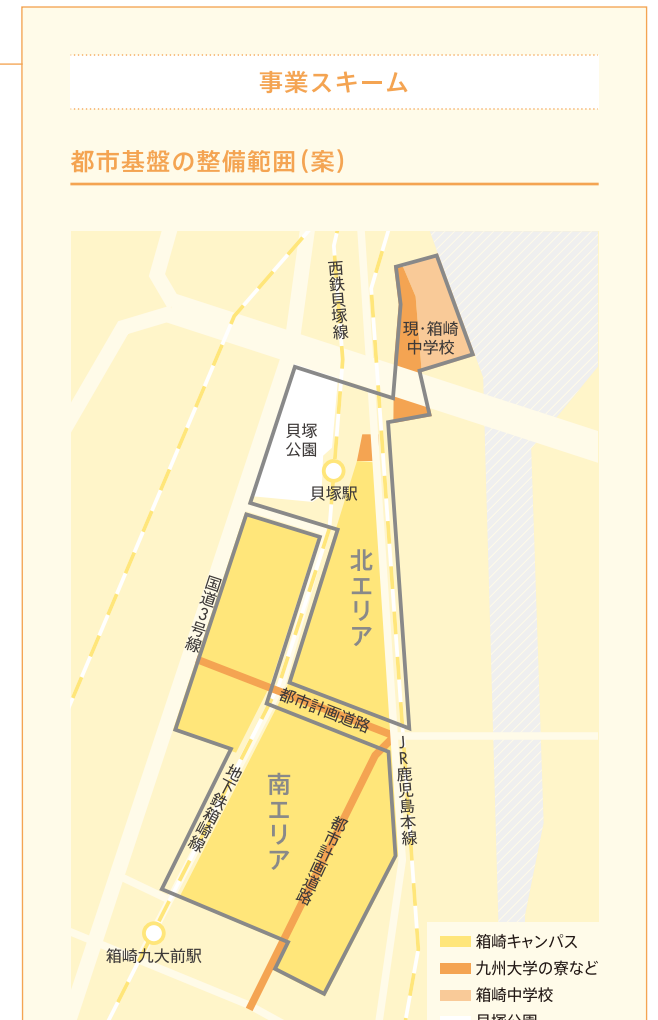 事業スキーム
都市基盤の整備範囲(案)
西鉄貝塚線
現・箱崎
中学校
貝塚
公園
貝塚駅
北エリア
国道3号線
都市計画道路
JR鹿児島本線
地下鉄箱崎線
南エリア
都市計画道路
箱崎九大前駅
箱崎キャンパス
九州大学の寮など
箱崎中学校
貝塚公園